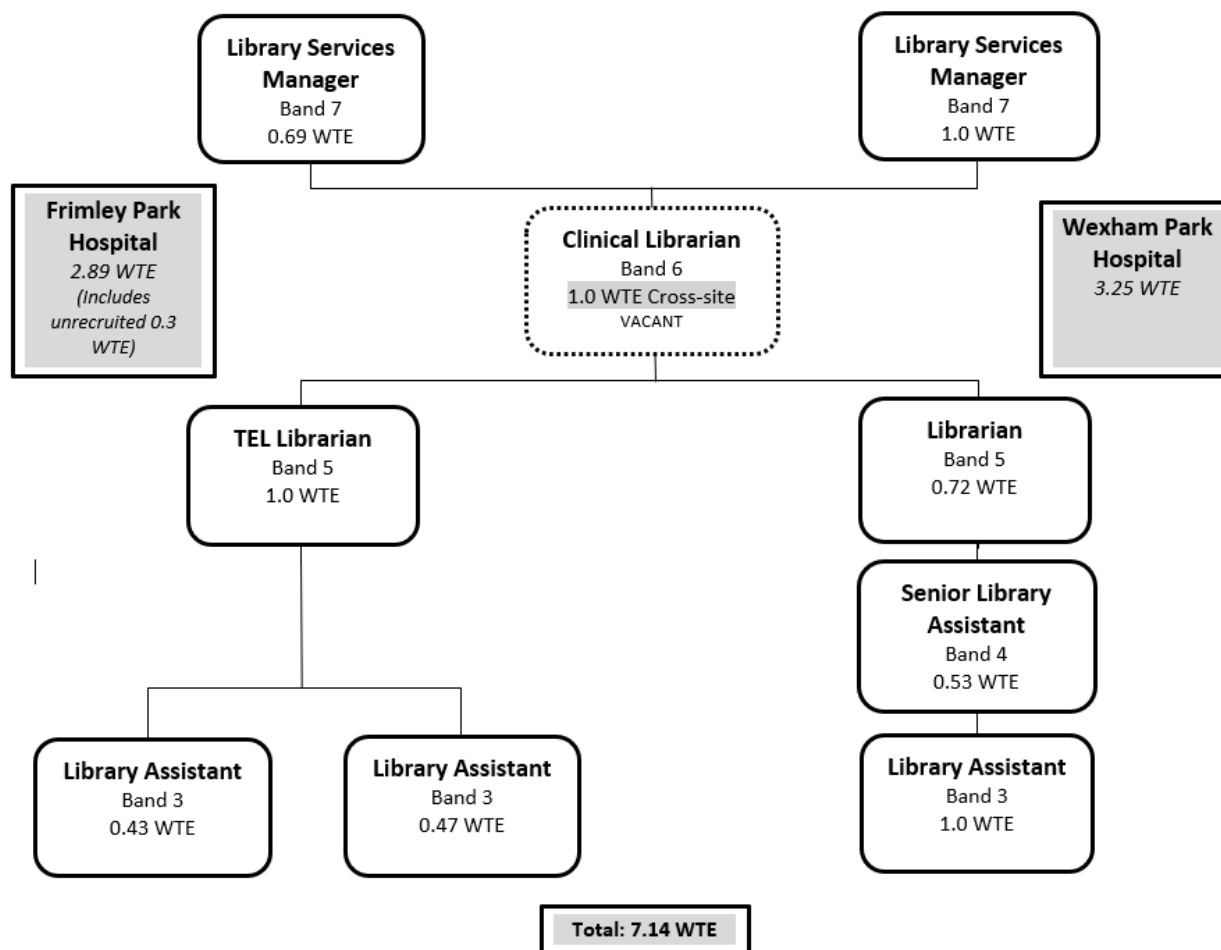 Library Services
Manager
Band 7
0.69 WTE
Library Services
Manager
Band 7
1.0 WTE
Frimley Park
Hospital
2.89 WTE
(Includes
unrecruited 0.3
WTE)
Clinical Librarian
Band 6
1.0 WTE Cross-site
VACANT
Wexham Park
Hospital
3.25 WTE
TEL Librarian
Band 5
1.0 WTE
Librarian
Band 5
0.72 WTE
Senior Library
Assistant
Band 4
0.53 WTE
Library Assistant
Band 3
0.43 WTE
Library Assistant
Band 3
0.47 WTE
Library Assistant
Band 3
1.0 WTE
Total: 7.14 WTE